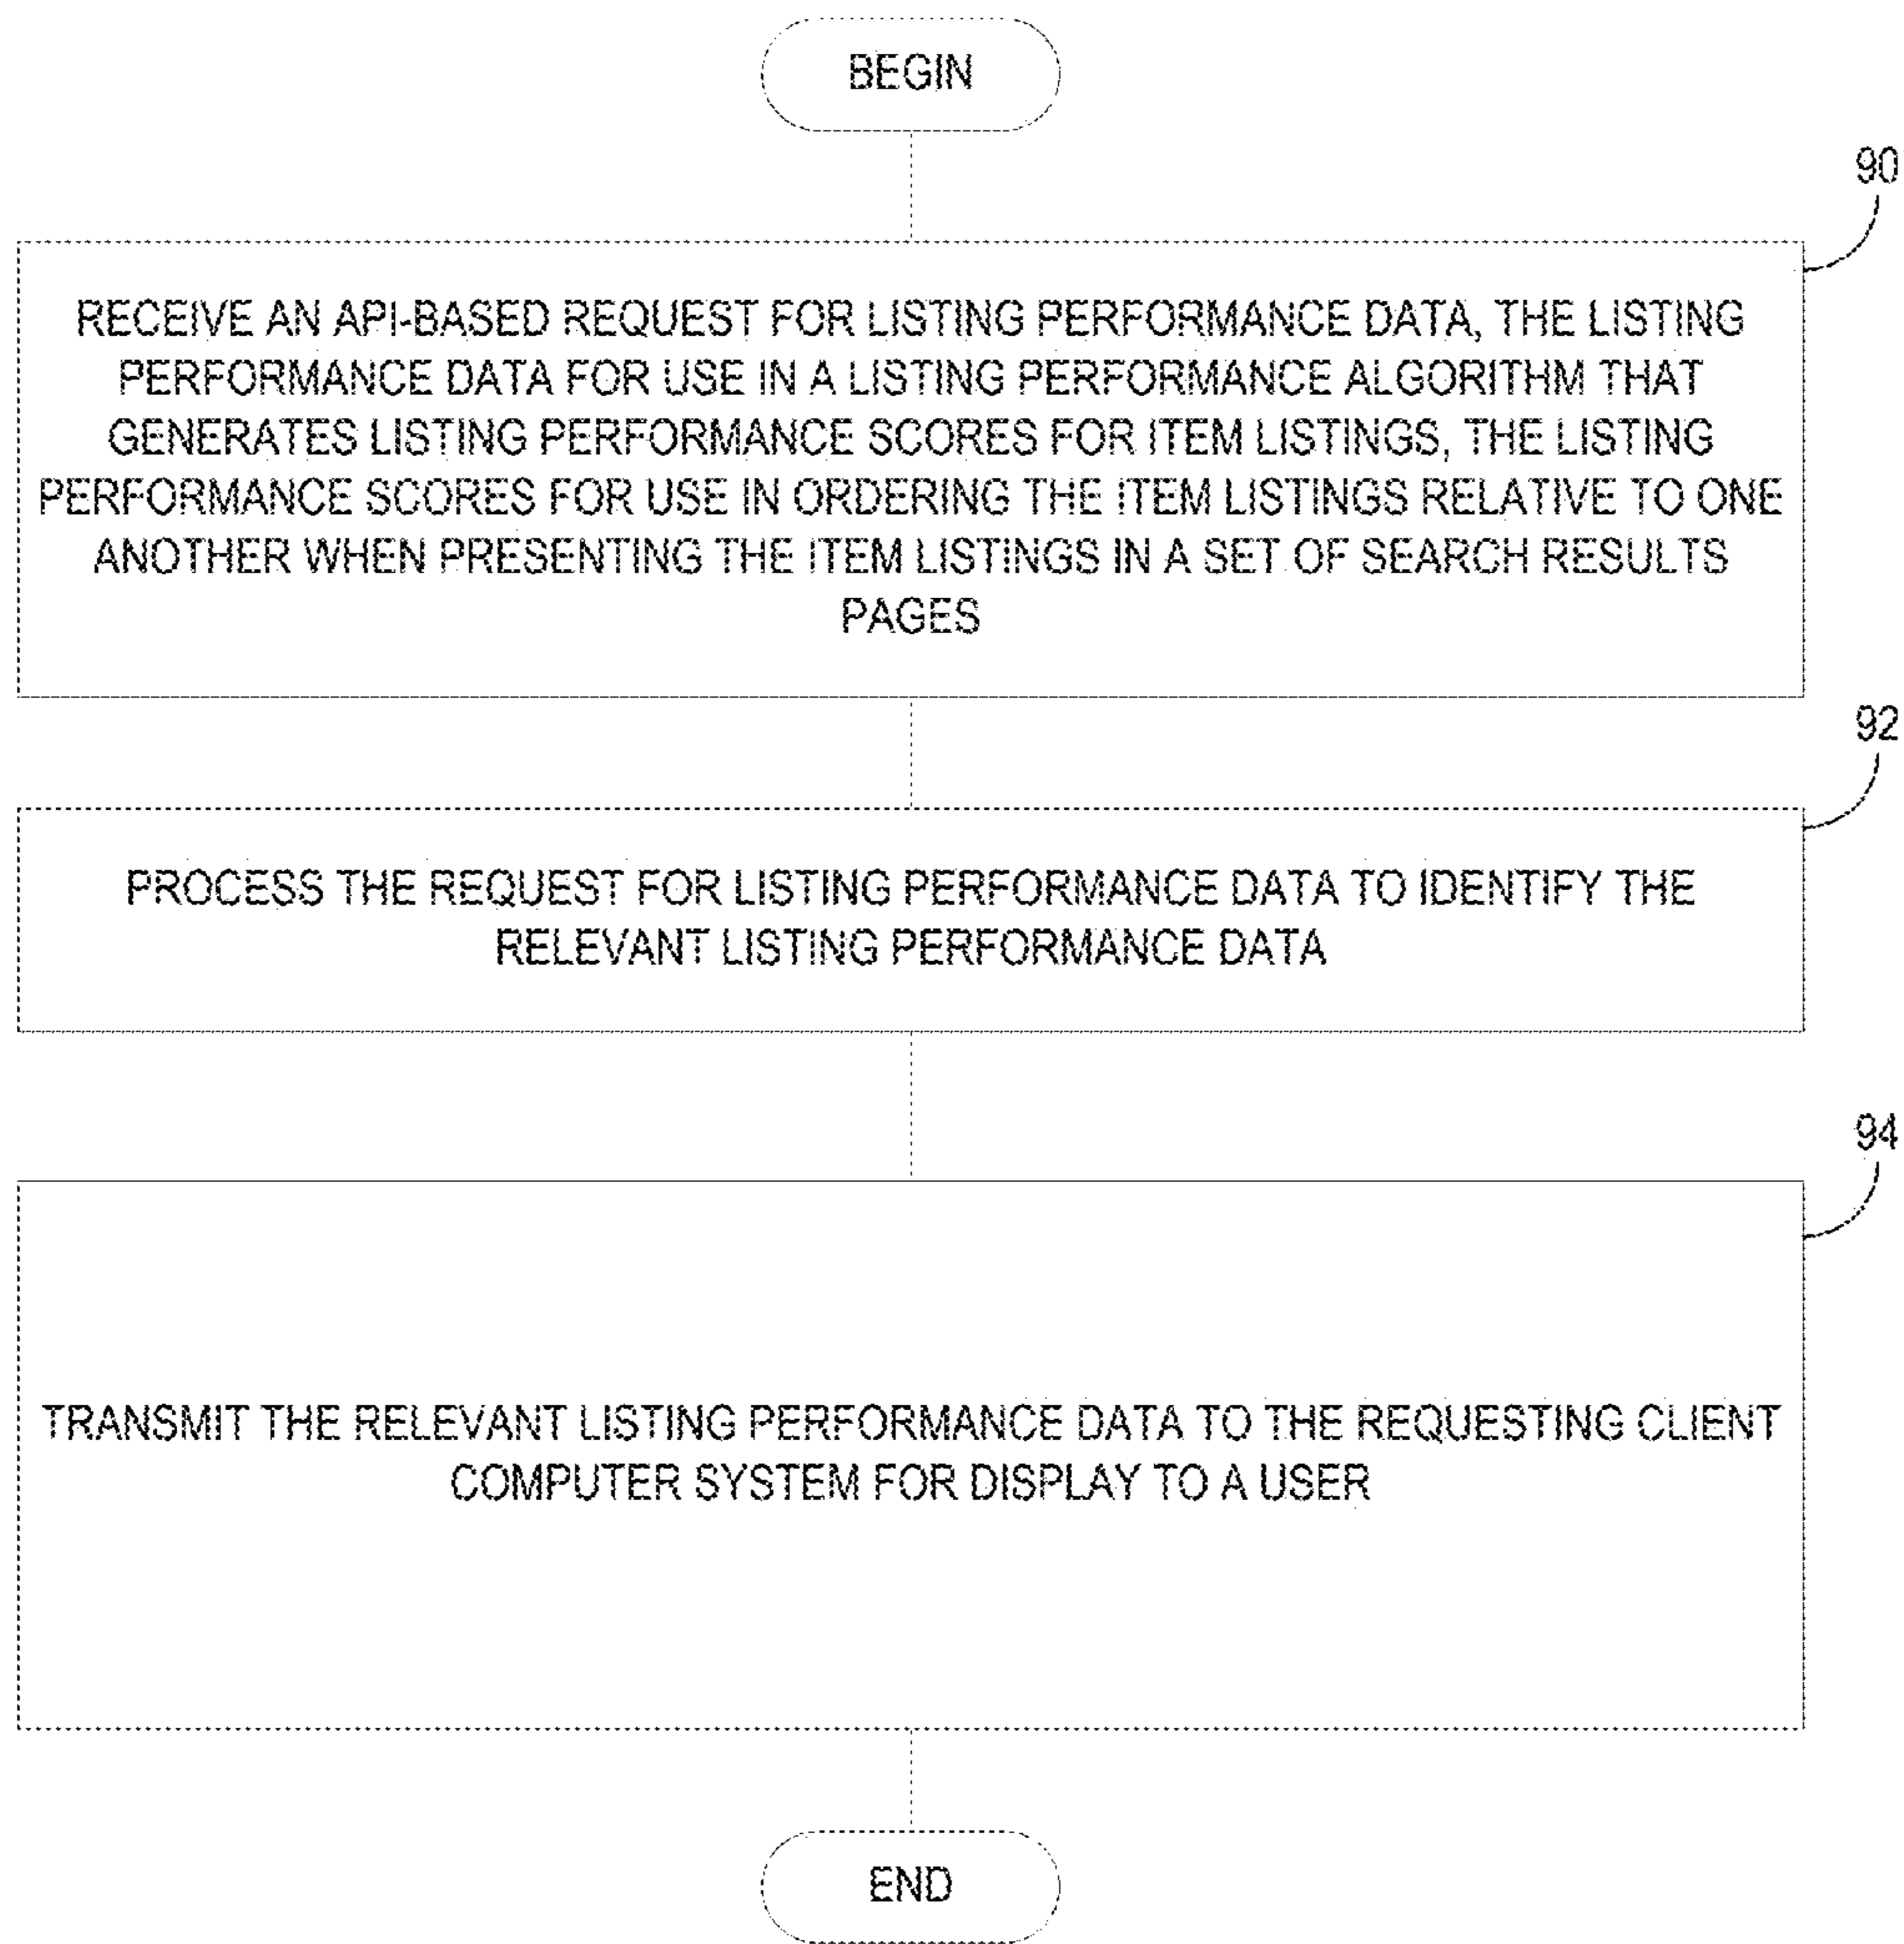 BEGIN
90
RECEIVE AN API-BASED REQUEST FOR LISTING PERFORMANCE DATA, THE LISTING
PERFORMANCE DATA FOR USE IN A LISTING PERFORMANCE ALGORITHM THAT
GENERATES LISTING PERFORMANCE SCORES FOR ITEM LISTINGS, THE LISTING
PERFORMANCE SCORES FOR USE IN ORDERING THE ITEM LISTINGS RELATIVE TO ONE
ANOTHER WHEN PRESENTING THE ITEM LISTINGS IN A SET OF SEARCH RESULTS
PAGES
92
PROCESS THE REQUEST FOR LISTING PERFORMANCE DATA TO IDENTIFY THE
RELEVANT LISTING PERFORMANCE DATA
94
TRANSMIT THE RELEVANT LISTING PERFORMANCE DATA TO THE REQUESTING CLIENT
COMPUTER SYSTEM FOR DISPLAY TO A USER
END